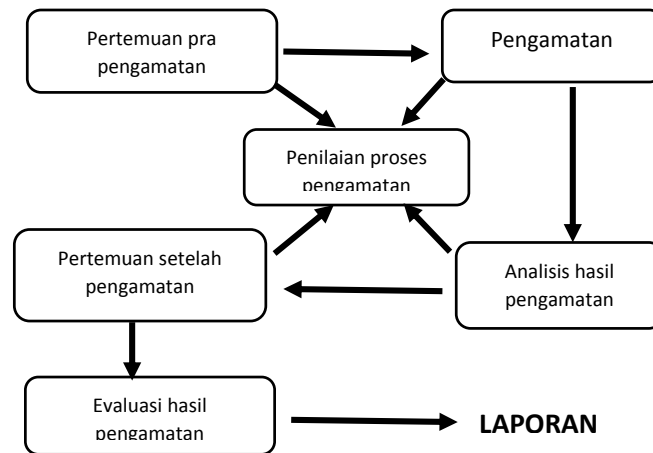 Pertemuan pra
pengamatan
Pengamatan
Penilaian proses
pengamatan
Pertemuan setelah
pengamatan
Analisis hasil
pengamatan
Evaluasi hasil
pengamatan
LAPORAN